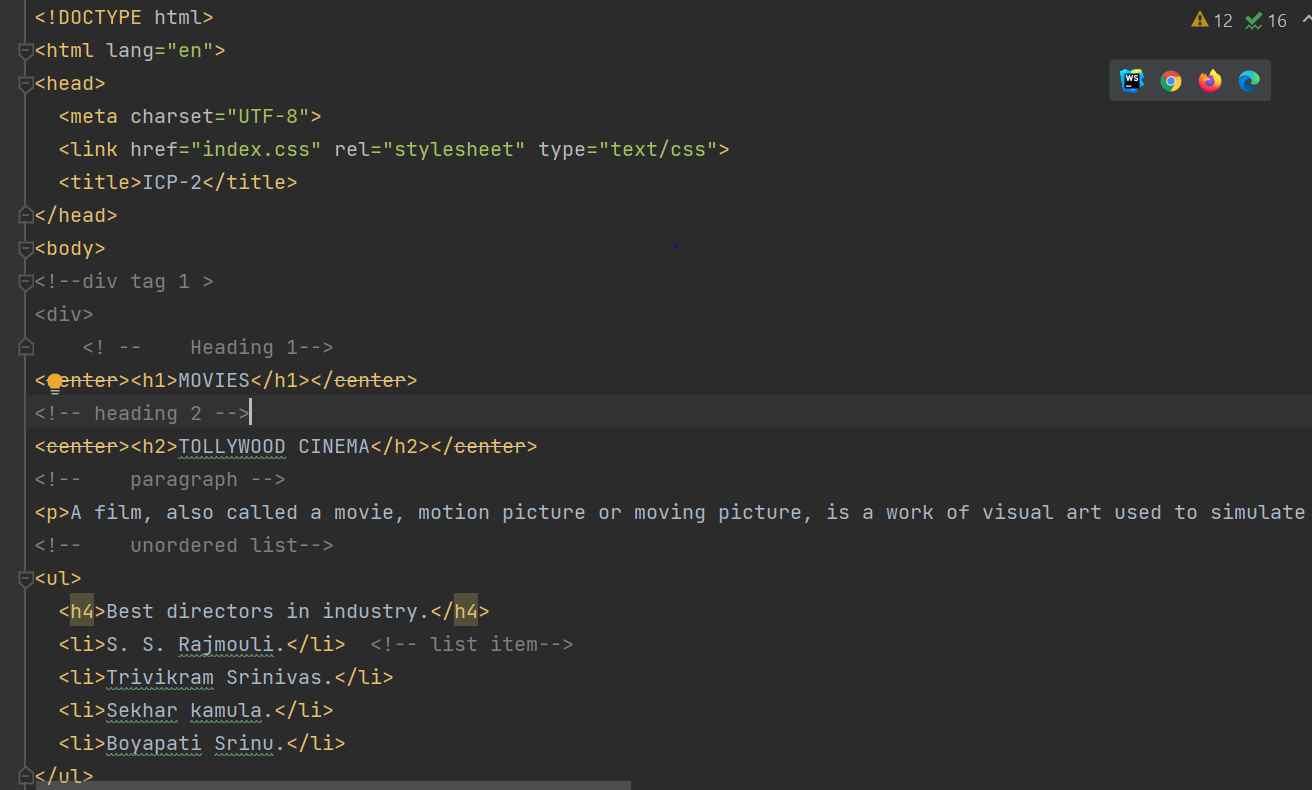 <!DOCTYPE html>
12 16
<html lang="en">
<head>
WS
<meta charset="UTF-8">
<link href="index.css" rel="stylesheet" type="text/css">
<title>ICP-2</title>
</head>
<body>
<!--div tag 1 >
<div>
<! --    Heading 1-->
<center><h1>MOVIES</h1></center>
<!-- heading 2 -->
<center><h2>TOLLYWOOD CINEMA</h2></center>
<!--    paragraph -->
<p>A film, also called a movie, motion picture or moving picture, is a work of visual art used to simulate
<!--    unordered list-->
<ul>
<h4>Best directors in industry.</h4>
<li>S. S. Rajmouli.</li>  <!-- list item-->
<li>Trivikram Srinivas.</li>
<li>Sekhar kamula.</li>
<li>Boyapati Srinu.</li>
</ul>